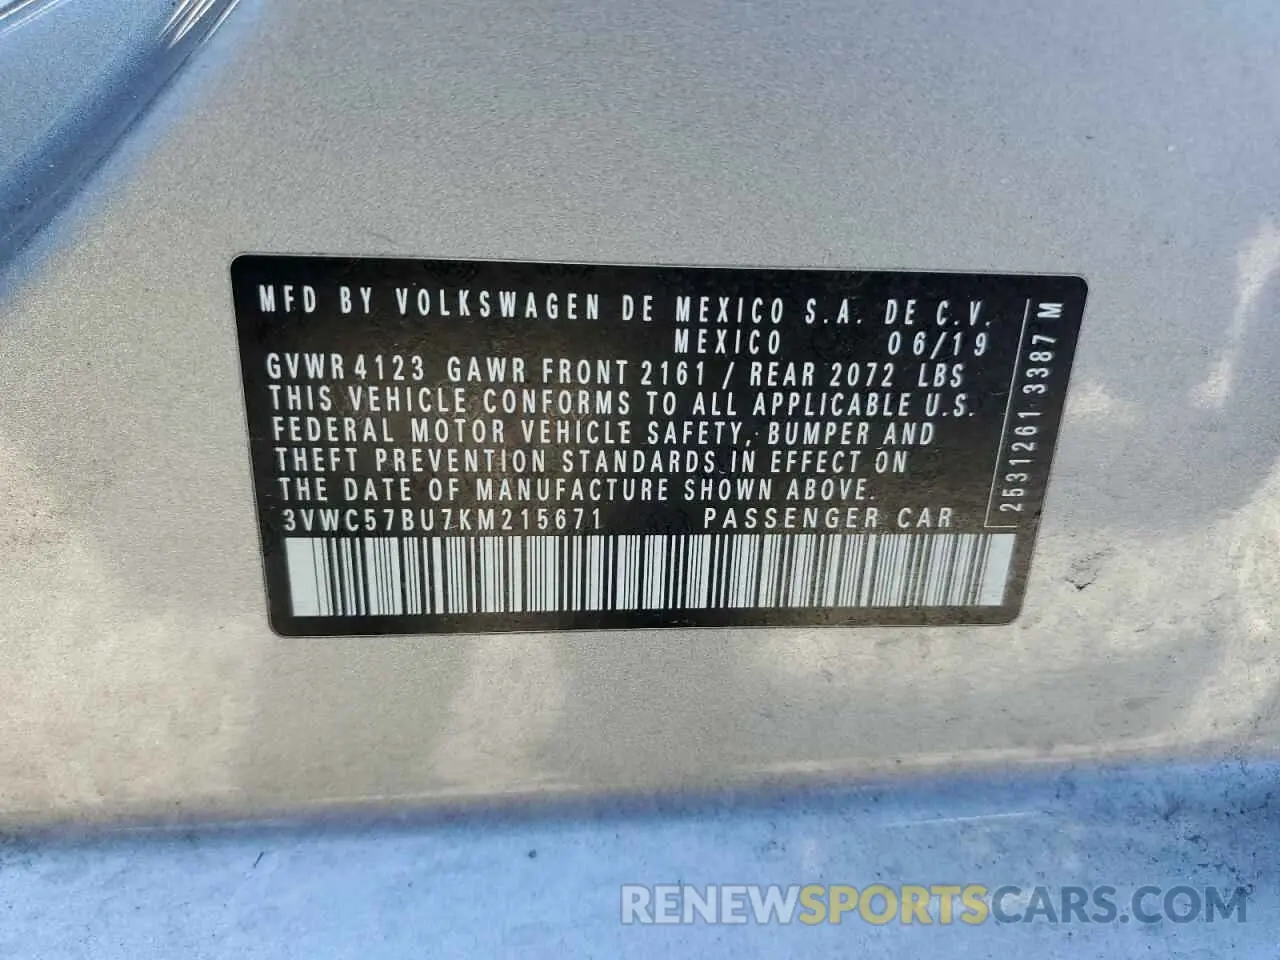 MFD BY VOLKSWAGEN DE MEXICO S.A. DE C.V.
MEXICO 06/19
GVWR 4123 GAWR FRONT 2161 / REAR 2072 LBS
THIS VEHICLE CONFORMS TO ALL APPLICABLE U.S.
FEDERAL MOTOR VEHICLE SAFETY, BUMPER AND
THEFT PREVENTION STANDARDS IN EFFECT ON
THE DATE OF MANUFACTURE SHOWN ABOVE.
3VWC57BU7KM215671 PASSENGER CAR
2531261 3387 M
RENEWSPORTSCARS.COM